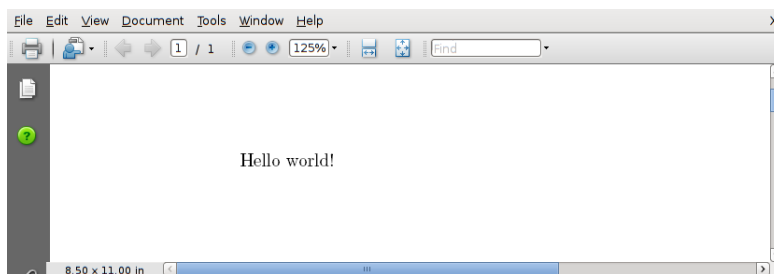 File Edit View Document Tools Window Help
1 / 1 125% Find
Hello world!
8.50 x 11.00 in